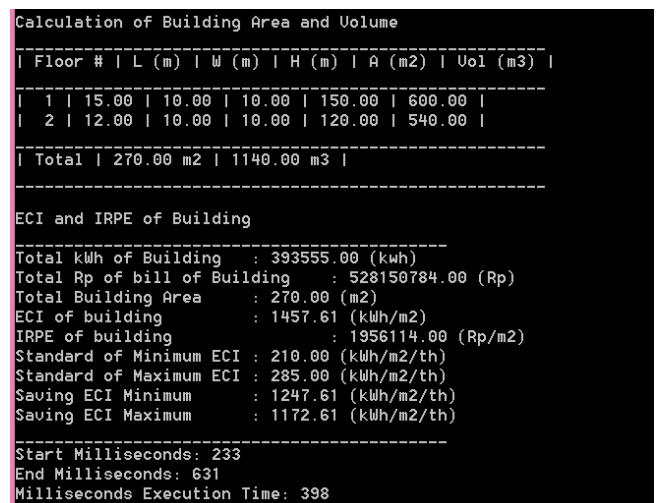 Calculation of Building Area and Volume
| Floor # | L (m) | W (m) | H (m) | A (m2) | Vol (m3) |
| 1 | 15.00 | 10.00 | 10.00 | 150.00 | 600.00 |
| 2 | 12.00 | 10.00 | 10.00 | 120.00 | 540.00 |
| Total | 270.00 m2 | 1140.00 m3 |
ECI and IRPE of Building
Total kWh of Building : 393555.00 (kwh)
Total Rp of bill of Building : 528150784.00 (Rp)
Total Building Area : 270.00 (m2)
ECI of building : 1457.61 (kWh/m2)
IRPE of building : 1956114.00 (Rp/m2)
Standard of Minimum ECI : 210.00 (kWh/m2/th)
Standard of Maximum ECI : 285.00 (kWh/m2/th)
Saving ECI Minimum : 1247.61 (kWh/m2/th)
Saving ECI Maximum : 1172.61 (kWh/m2/th)
Start Milliseconds: 233
End Milliseconds: 631
Milliseconds Execution Time: 398